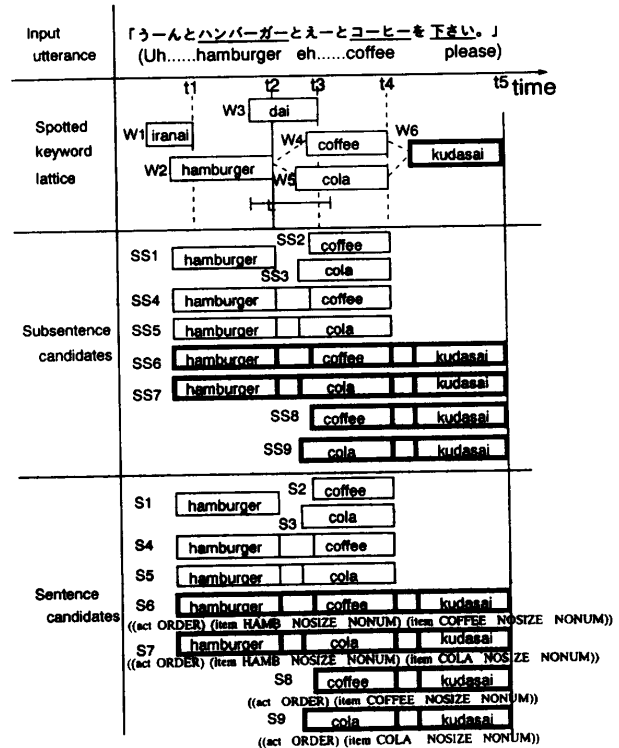 Input utterance
「うーんとハンバーガーとえーとコーヒーを 下さい。」
(Uh......hamburger eh......coffee please)
t1 t2 t3 t4 t5 time
Spotted keyword lattice
W3 dai
W1 iranai
W4 coffee
W6 kudasai
W2 hamburger
W5 cola
Subsentence candidates
SS2 coffee
SS1 hamburger
SS3 cola
SS4 hamburger coffee
SS5 hamburger cola
SS6 hamburger coffee kudasai
SS7 hamburger cola kudasai
SS8 coffee kudasai
SS9 cola kudasai
Sentence candidates
S2 coffee
S1 hamburger
S3 cola
S4 hamburger coffee
S5 hamburger cola
S6 hamburger coffee kudasai
((act ORDER) (item HAMB NOSIZE NONUM) (item COFFEE NOSIZE NONUM))
S7 hamburger cola kudasai
((act ORDER) (item HAMB NOSIZE NONUM) (item COLA NOSIZE NONUM))
S8 coffee kudasai
((act ORDER) (item COFFEE NOSIZE NONUM))
S9 cola kudasai
((act ORDER) (item COLA NOSIZE NONUM))